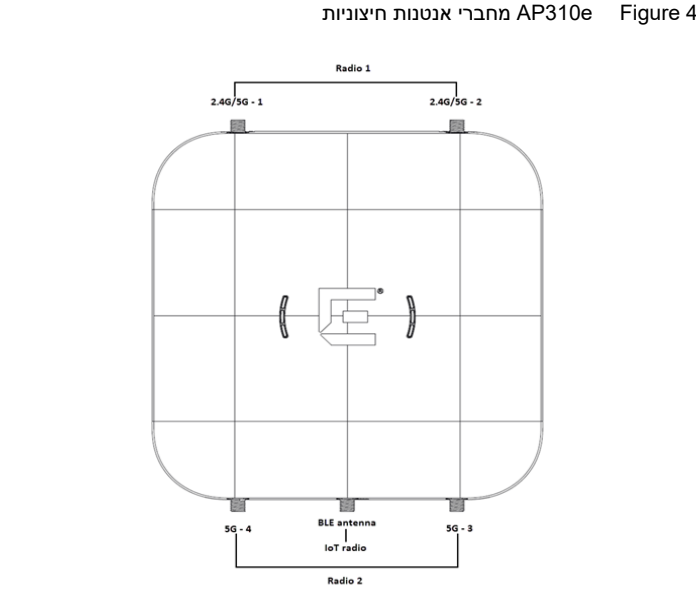 Figure 4 AP310e מחברי אנטנות חיצוניות
Radio 1
2.4G/5G - 1 2.4G/5G - 2
®
5G - 4 BLE antenna 5G - 3
IoT radio
Radio 2